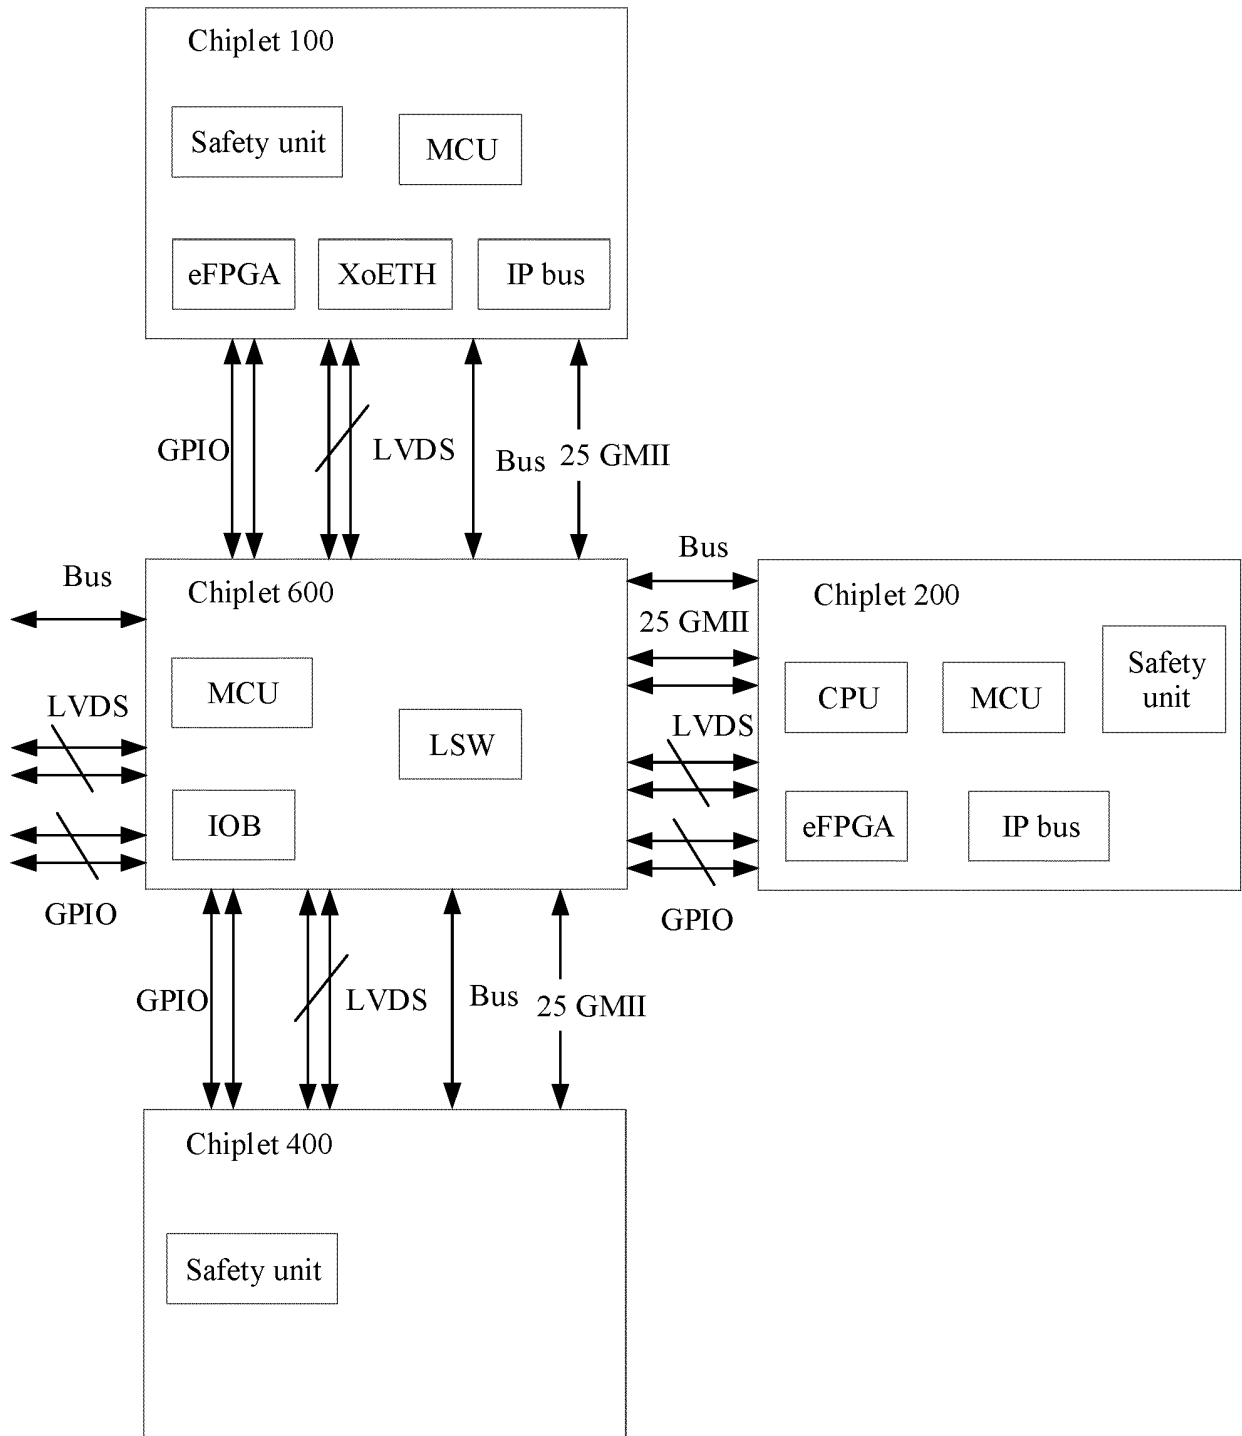 Chiplet 100
Safety unit
MCU
eFPGA
XoETH
IP bus
GPIO
LVDS
Bus
25 GMII
Bus
Chiplet 600
Bus
25 GMII
Chiplet 200
MCU
LSW
CPU
MCU
Safety
unit
LVDS
LVDS
IOB
eFPGA
IP bus
GPIO
GPIO
GPIO
LVDS
Bus
25 GMII
Chiplet 400
Safety unit